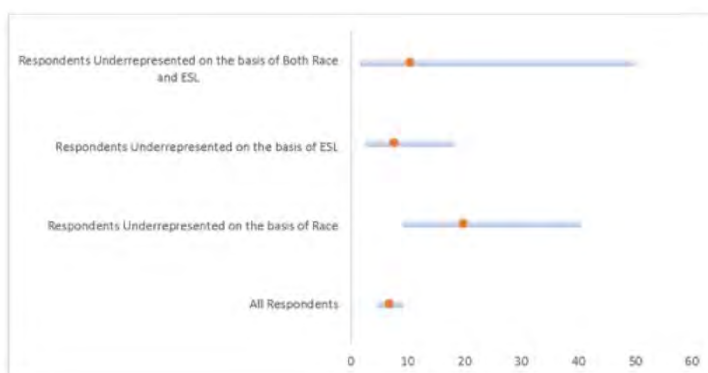 Respondents Underrepresented on the basis of Both Race
and ESL
Respondents Underrepresented on the basis of ESL
Respondents Underrepresented on the basis of Race
All Respondents
0 10 20 30 40 50 60